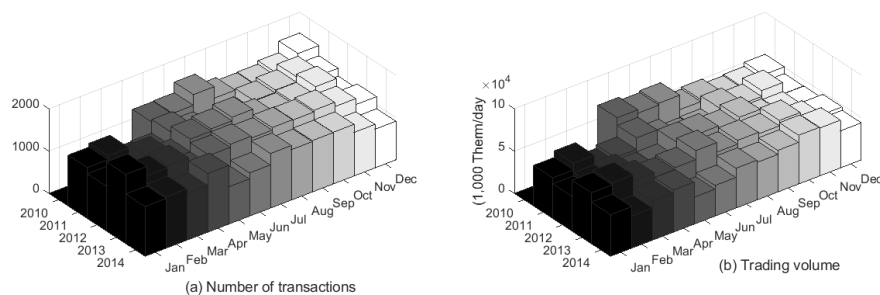 2000
1000
0
2010
2011
2012
2013
2014
Jan
Feb
Mar
Apr
May
Jun
Jul
Aug
Sep
Oct
Nov
Dec
(a) Number of transactions
(1,000 Therm/day
×10⁴
10
5
0
2010
2011
2012
2013
2014
Jan
Feb
Mar
Apr
May
Jun
Jul
Aug
Sep
Oct
Nov
Dec
(b) Trading volume